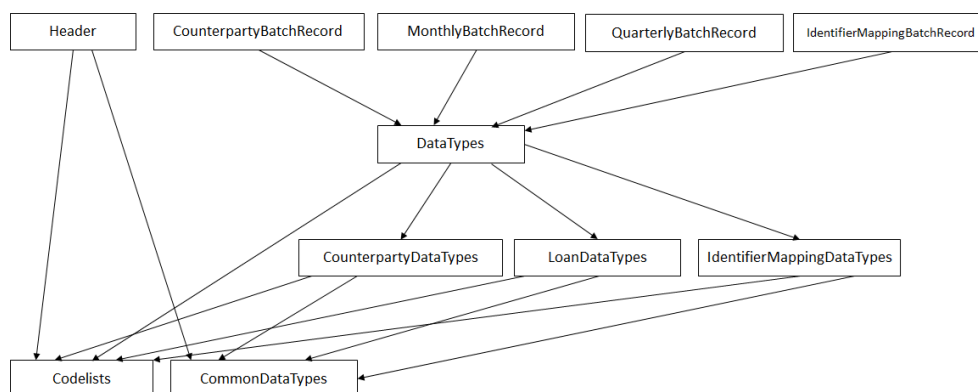 Header
CounterpartyBatchRecord
MonthlyBatchRecord
QuarterlyBatchRecord
IdentifierMappingBatchRecord
DataTypes
CounterpartyDataTypes
LoanDataTypes
IdentifierMappingDataTypes
Codelists
CommonDataTypes